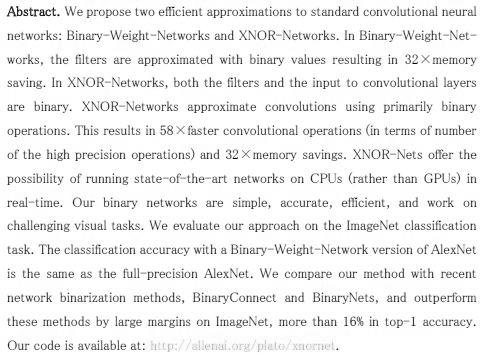 Abstract. We propose two efficient approximations to standard convolutional neural
networks: Binary-Weight-Networks and XNOR-Networks. In Binary-Weight-Net-
works, the filters are approximated with binary values resulting in 32×memory
saving. In XNOR-Networks, both the filters and the input to convolutional layers
are binary. XNOR-Networks approximate convolutions using primarily binary
operations. This results in 58×faster convolutional operations (in terms of number
of the high precision operations) and 32×memory savings. XNOR-Nets offer the
possibility of running state-of-the-art networks on CPUs (rather than GPUs) in
real-time. Our binary networks are simple, accurate, efficient, and work on
challenging visual tasks. We evaluate our approach on the ImageNet classification
task. The classification accuracy with a Binary-Weight-Network version of AlexNet
is the same as the full-precision AlexNet. We compare our method with recent
network binarization methods, BinaryConnect and BinaryNets, and outperform
these methods by large margins on ImageNet, more than 16% in top-1 accuracy.
Our code is available at: http://allenai.org/plato/xnornet.